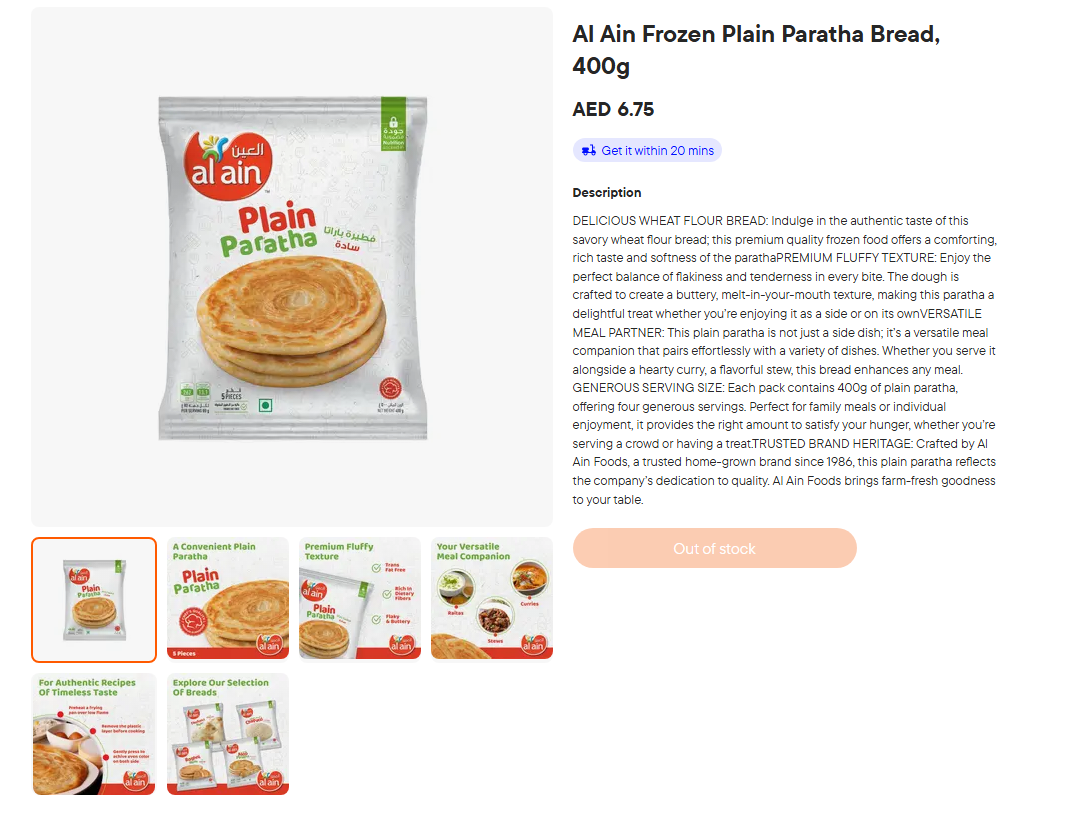 Al Ain Frozen Plain Paratha Bread,
400g
AED 6.75
Get it within 20 mins
Description
DELICIOUS WHEAT FLOUR BREAD: Indulge in the authentic taste of this
savory wheat flour bread; this premium quality frozen food offers a comforting,
rich taste and softness of the parathaPREMIUM FLUFFY TEXTURE: Enjoy the
perfect balance of flakiness and tenderness in every bite. The dough is
crafted to create a buttery, melt-in-your-mouth texture, making this paratha a
delightful treat whether you're enjoying it as a side or on its ownVERSATILE
MEAL PARTNER: This plain paratha is not just a side dish; it's a versatile meal
companion that pairs effortlessly with a variety of dishes. Whether you serve it
alongside a hearty curry, a flavorful stew, this bread enhances any meal.
GENEROUS SERVING SIZE: Each pack contains 400g of plain paratha,
offering four generous servings. Perfect for family meals or individual
enjoyment, it provides the right amount to satisfy your hunger, whether you're
serving a crowd or having a treat.TRUSTED BRAND HERITAGE: Crafted by Al
Ain Foods, a trusted home-grown brand since 1986, this plain paratha reflects
the company's dedication to quality. Al Ain Foods brings farm-fresh goodness
to your table.
Out of stock
جودة
Nutrition
العين
al ain
Plain
Paratha
فطيرة باراتا
سادة
5 PIECES
al ain
Plain
Paratha
A Convenient Plain
Paratha
Plain
Paratha
5 Pieces
العين
al ain
Premium Fluffy
Texture
Trans
Fat Free
Rich in
Dietary
Fibers
Flaky
& Buttery
al ain
Plain
Paratha
al ain
Your Versatile
Meal Companion
Raitas
Curries
Stews
al ain
For Authentic Recipes
Of Timeless Taste
Preheat a frying
pan over low flame
Remove the plastic
layer before cooking
Gently press to
achieve even color
on both side
al ain
Explore Our Selection
Of Breads
al ain